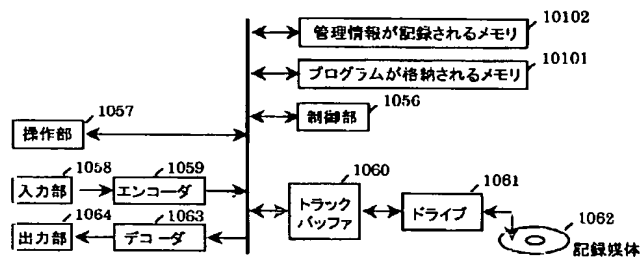 10102
管理情報が記録されるメモリ
10101
プログラムが格納されるメモリ
1056
制御部
1057
操作部
1058
入力部
1059
エンコーダ
1064
出力部
1063
デコーダ
1060
トラック
バッファ
1061
ドライブ
1062
記録媒体